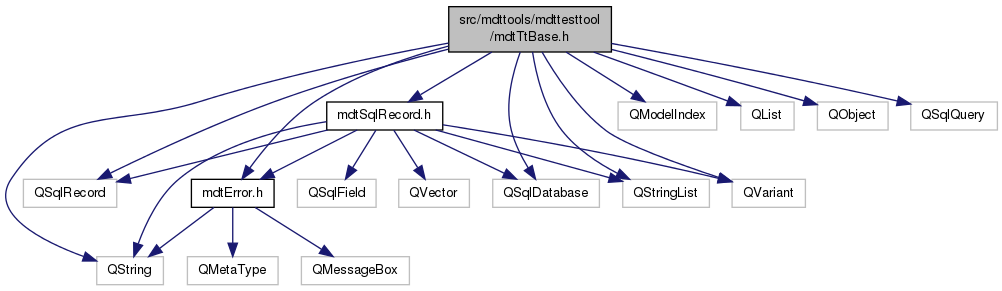 src/mdttools/mdttesttool
/mdtTtBase.h
mdtSqlRecord.h
QModelIndex
QList
QObject
QSqlQuery
QSqlRecord
mdtError.h
QSqlField
QVector
QSqlDatabase
QStringList
QVariant
QString
QMetaType
QMessageBox